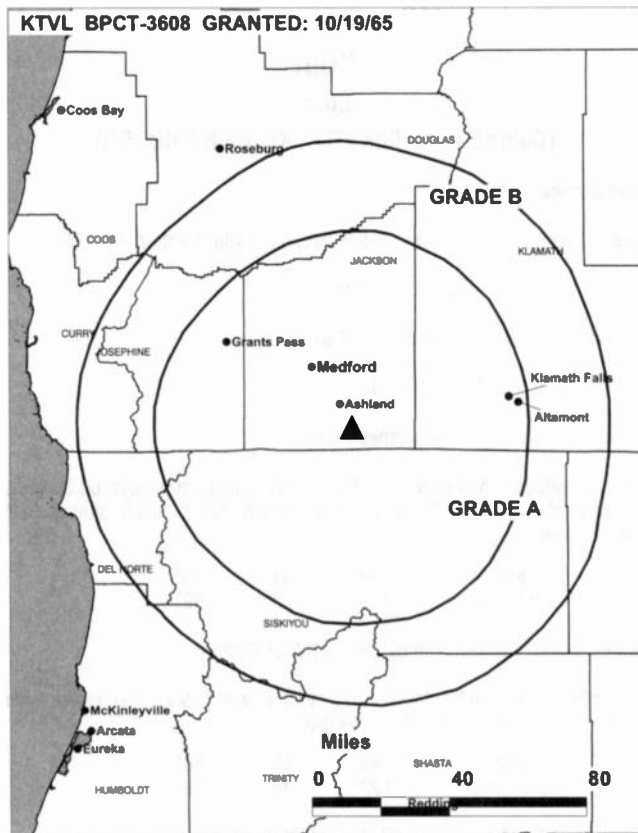 KTVL BPCT-3608 GRANTED: 10/19/65
Coos Bay
DOUGLAS
Roseburg
GRADE B
COOS
KLAMATH
JACKSON
CURRY
OSEPHINE
Grants Pass
Medford
Klamath Falls
Ashland
Altamont
GRADE A
DEL NORTE
SISKIYOU
McKinleyville
Arcata
Eureka
Miles
SHASTA
TRINITY
0 40 80
HUMBOLDT
Redding